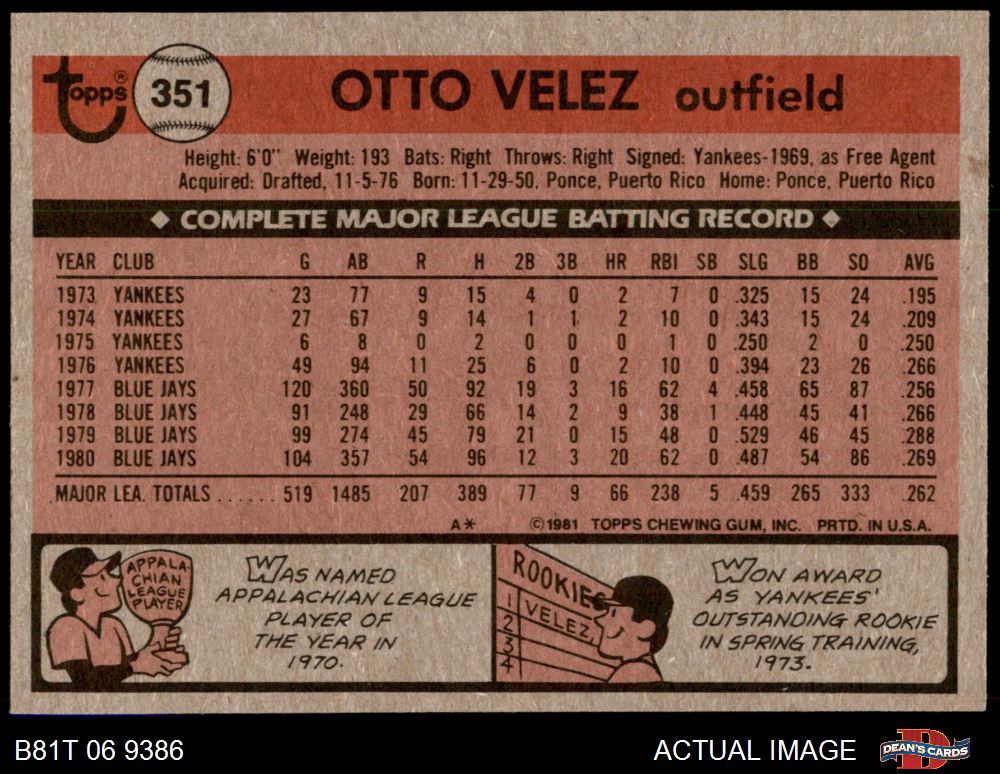 topps® 351 OTTO VELEZ outfield
Height: 6'0" Weight: 193 Bats: Right Throws: Right Signed: Yankees-1969, as Free Agent
Acquired: Drafted, 11-5-76 Born: 11-29-50, Ponce, Puerto Rico Home: Ponce, Puerto Rico
◆ COMPLETE MAJOR LEAGUE BATTING RECORD ◆
YEAR CLUB G AB R H 2B 3B HR RBI SB SLG BB SO AVG
1973 YANKEES 23 77 9 15 4 0 2 7 0 .325 15 24 .195
1974 YANKEES 27 67 9 14 1 1 2 10 0 .343 15 24 .209
1975 YANKEES 6 8 0 2 0 0 0 1 0 .250 2 0 .250
1976 YANKEES 49 94 11 25 6 0 2 10 0 .394 23 26 .266
1977 BLUE JAYS 120 360 50 92 19 3 16 62 4 .458 65 87 .256
1978 BLUE JAYS 91 248 29 66 14 2 9 38 1 .448 45 41 .266
1979 BLUE JAYS 99 274 45 79 21 0 15 48 0 .529 46 45 .288
1980 BLUE JAYS 104 357 54 96 12 3 20 62 0 .487 54 86 .269
MAJOR LEA. TOTALS ...... 519 1485 207 389 77 9 66 238 5 .459 265 333 .262
A* ©1981 TOPPS CHEWING GUM, INC. PRTD. IN U.S.A.
APPALA-
CHIAN
LEAGUE
PLAYER
WAS NAMED
APPALACHIAN LEAGUE
PLAYER OF
THE YEAR IN
1970.
ROOKIES
1 VELEZ
2
3
4
WON AWARD
AS YANKEES'
OUTSTANDING ROOKIE
IN SPRING TRAINING,
1973.
B81T 06 9386 ACTUAL IMAGE DEAN'S CARDS